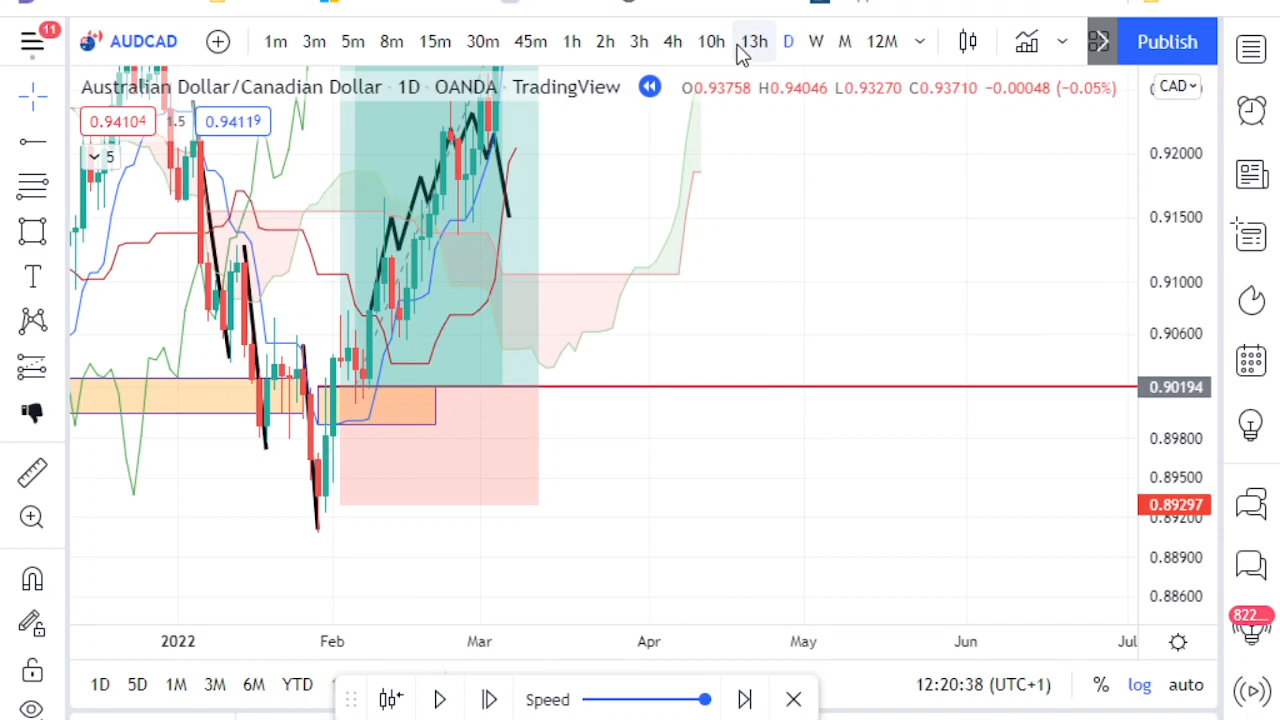 11
AUDCAD
1m 3m 5m 8m 15m 30m 45m 1h 2h 3h 4h 10h 13h D W M 12M
Publish
Australian Dollar/Canadian Dollar · 1D · OANDA · TradingView
O0.93758 H0.94046 L0.93270 C0.93710 −0.00048 (−0.05%)
CAD
0.94104 1.5 0.94119
5
0.92000
0.91500
0.91000
0.90600
0.90194
0.89800
0.89500
0.89297
0.89200
0.88900
0.88600
822...
2022 Feb Mar Apr May Jun Jul
1D 5D 1M 3M 6M YTD
Speed
12:20:38 (UTC+1) % log auto
T